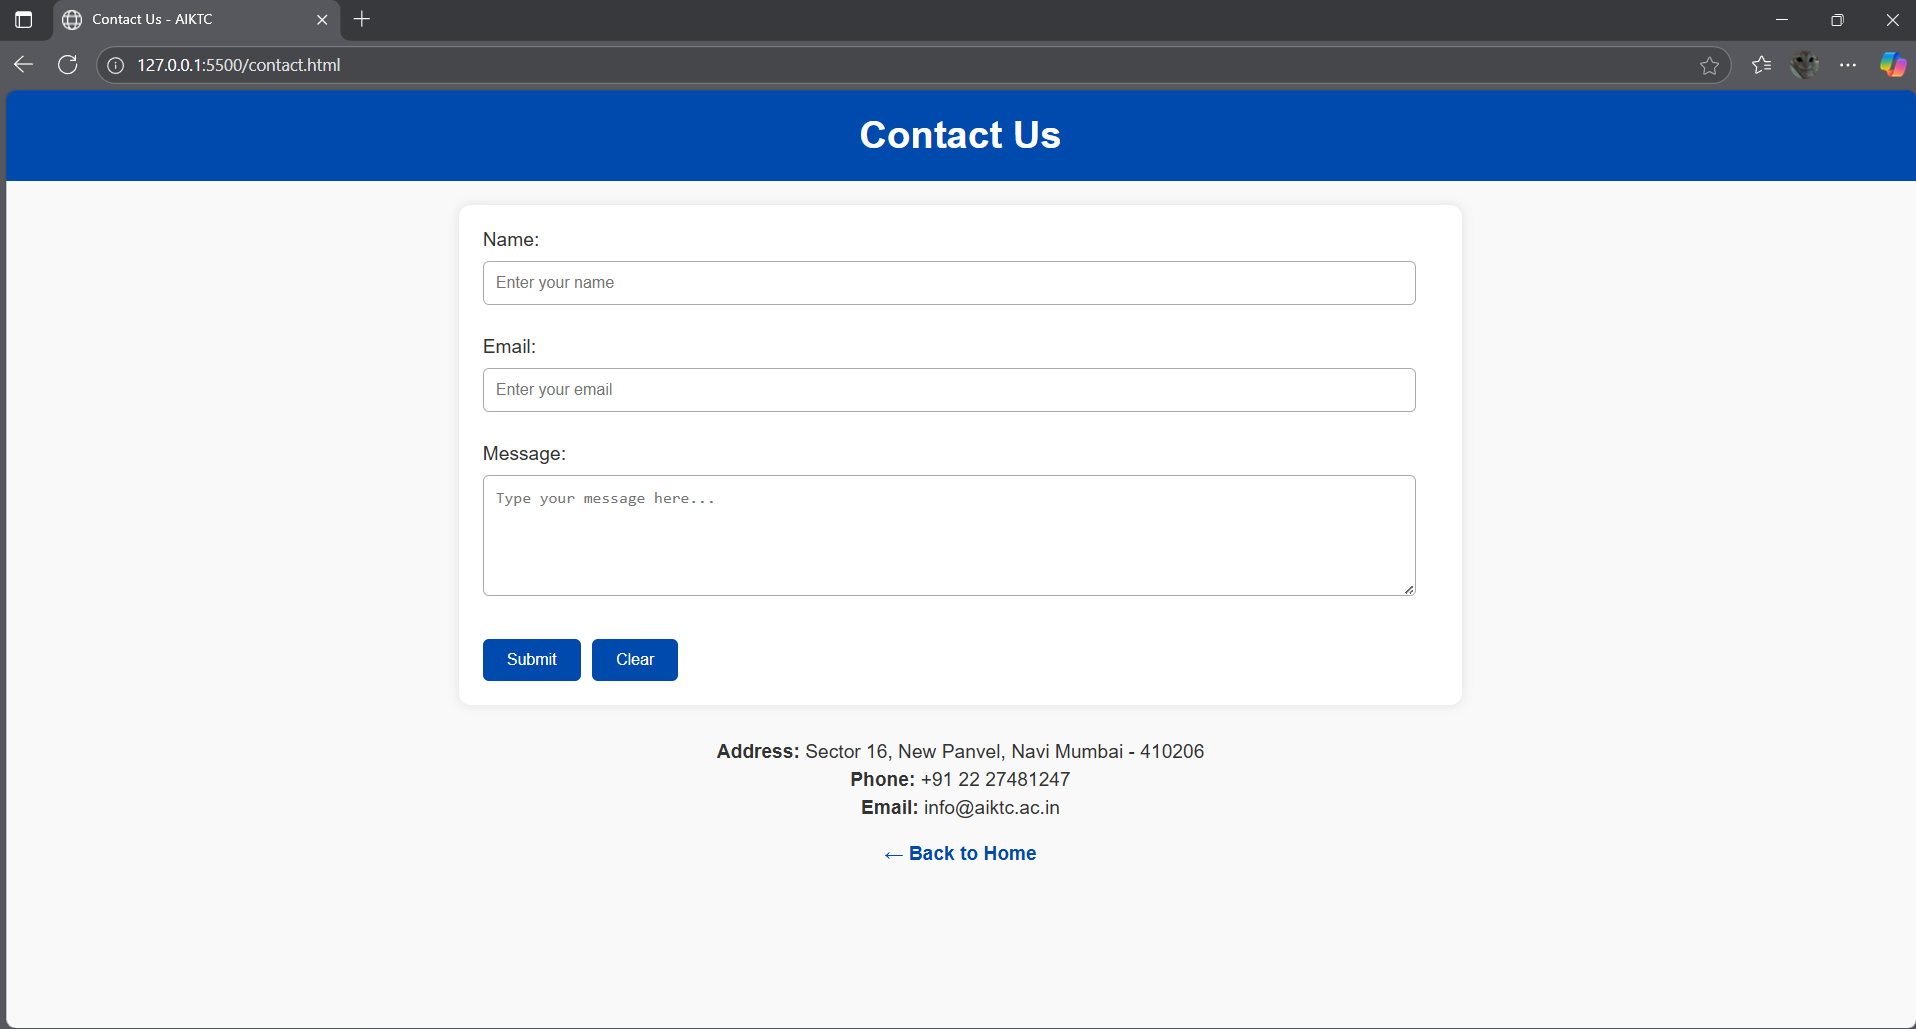 Contact Us - AIKTC
127.0.0.1:5500/contact.html
Contact Us
Name:
Enter your name
Email:
Enter your email
Message:
Type your message here...
Submit Clear
Address: Sector 16, New Panvel, Navi Mumbai - 410206
Phone: +91 22 27481247
Email: info@aiktc.ac.in
← Back to Home